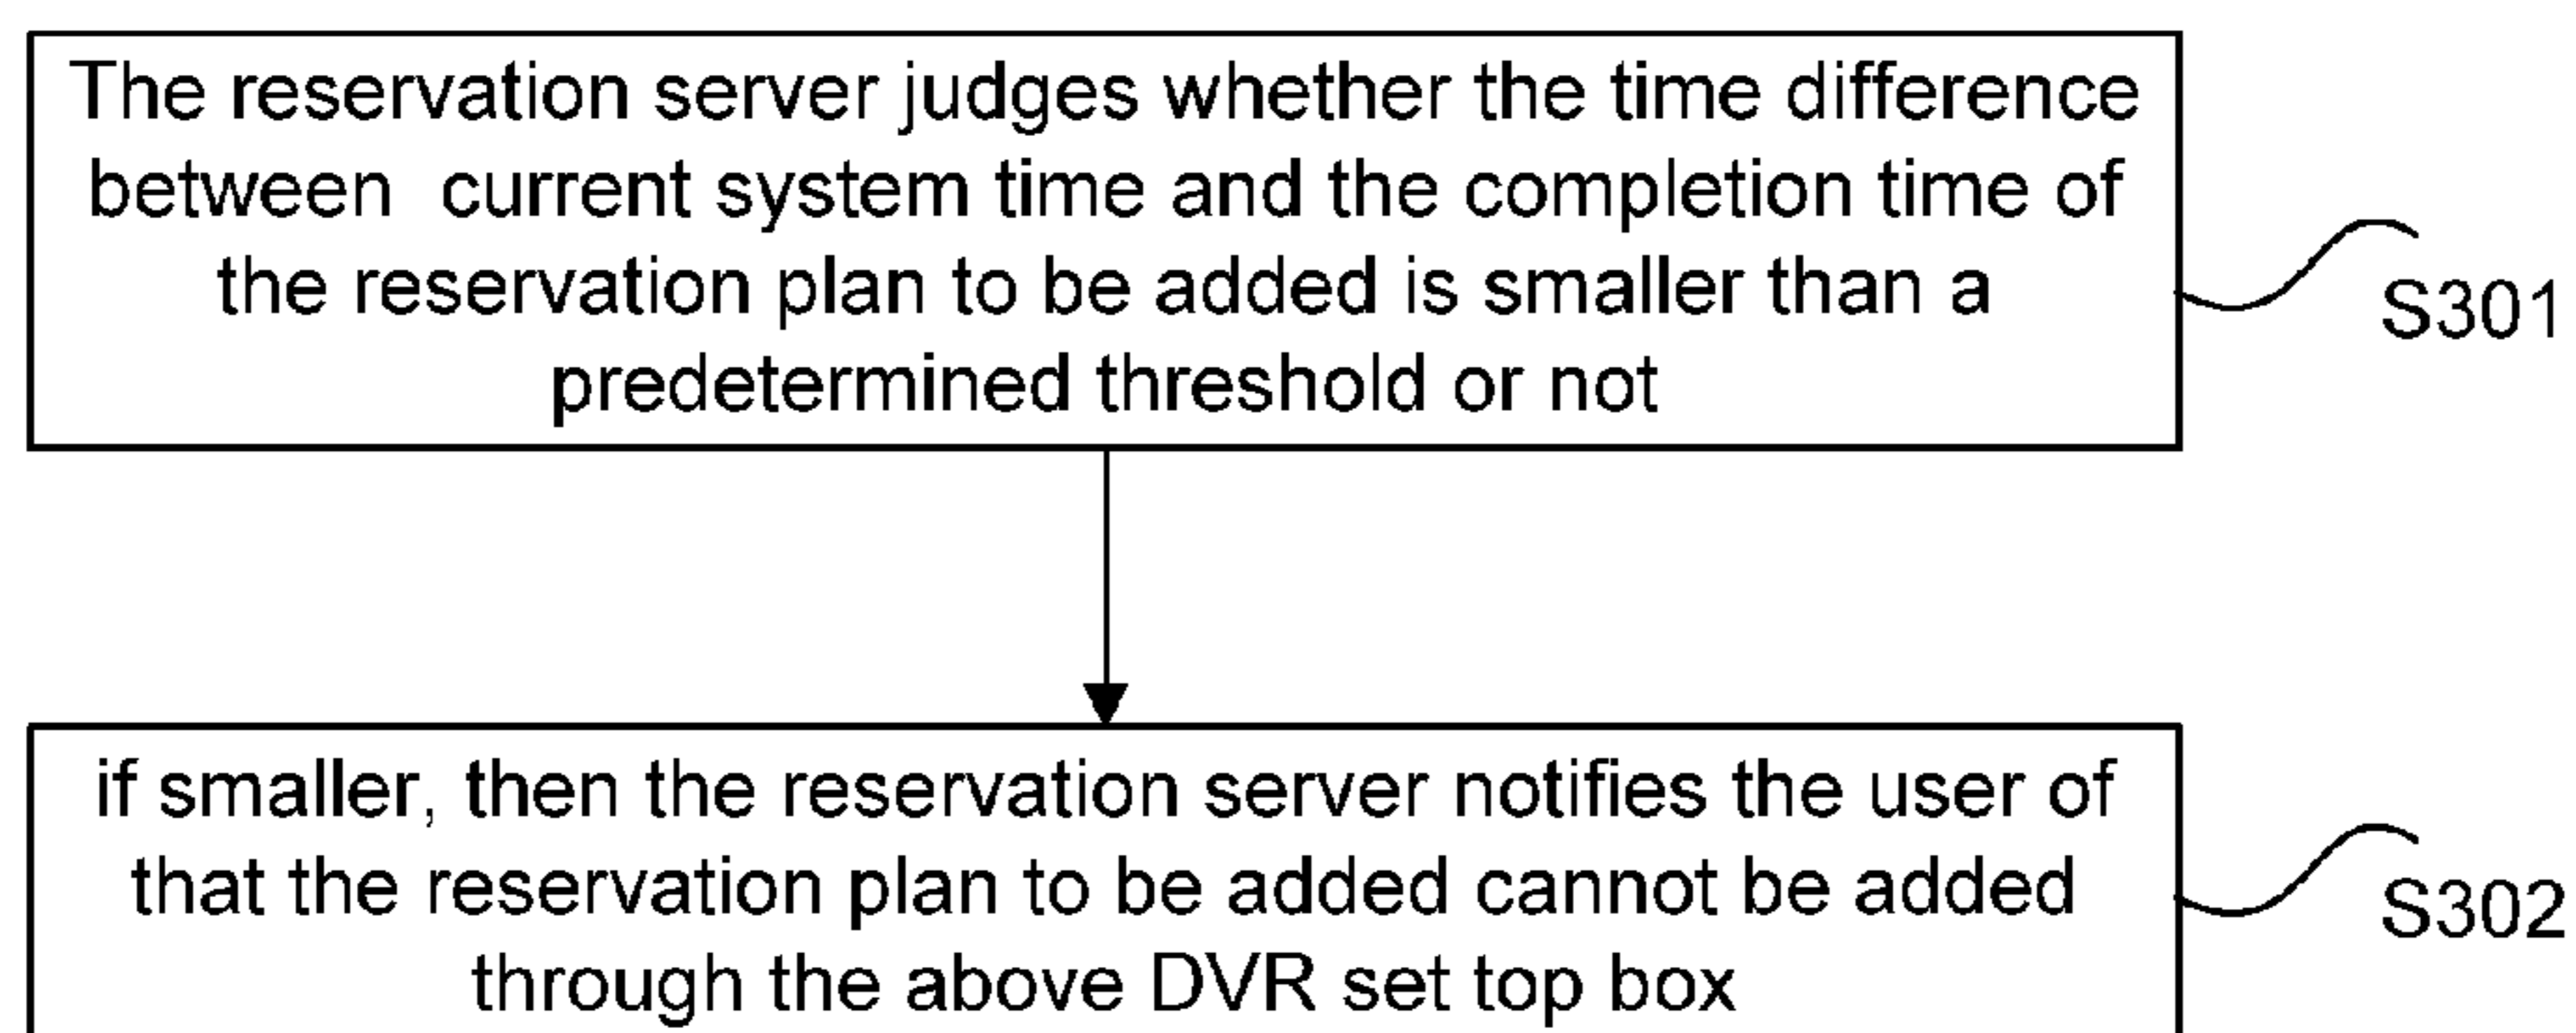 The reservation server judges whether the time difference
between current system time and the completion time of
the reservation plan to be added is smaller than a
predetermined threshold or not
S301
if smaller, then the reservation server notifies the user of
that the reservation plan to be added cannot be added
through the above DVR set top box
S302